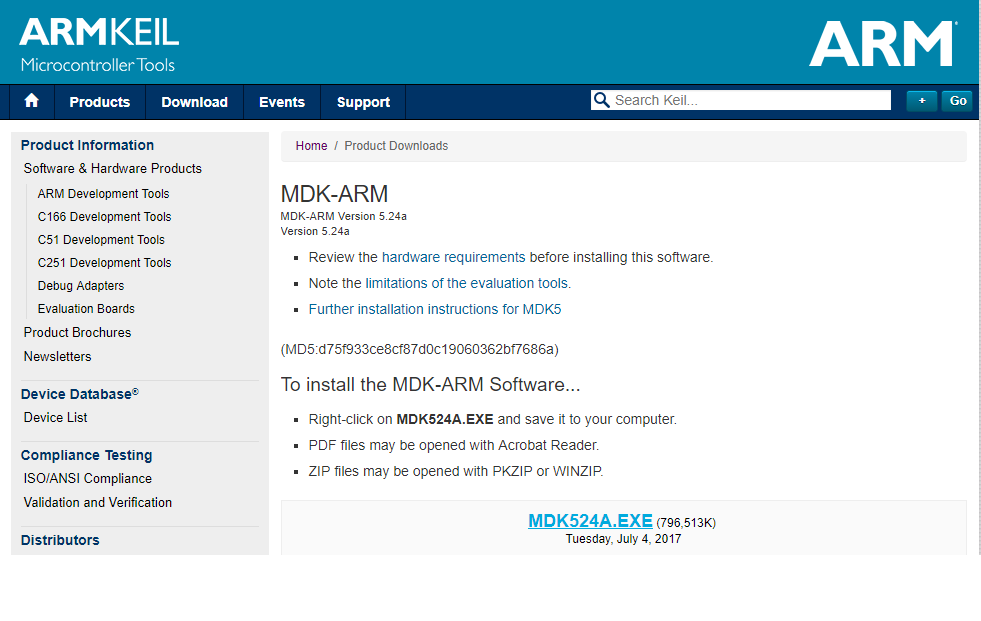 ARMKEIL
Microcontroller Tools
ARM®
Products Download Events Support
Search Keil...
+ Go
Product Information
Software & Hardware Products
ARM Development Tools
C166 Development Tools
C51 Development Tools
C251 Development Tools
Debug Adapters
Evaluation Boards
Product Brochures
Newsletters
Device Database®
Device List
Compliance Testing
ISO/ANSI Compliance
Validation and Verification
Distributors
Home / Product Downloads
MDK-ARM
MDK-ARM Version 5.24a
Version 5.24a
Review the hardware requirements before installing this software.
Note the limitations of the evaluation tools.
Further installation instructions for MDK5
(MD5:d75f933ce8cf87d0c19060362bf7686a)
To install the MDK-ARM Software...
Right-click on MDK524A.EXE and save it to your computer.
PDF files may be opened with Acrobat Reader.
ZIP files may be opened with PKZIP or WINZIP.
MDK524A.EXE (796,513K)
Tuesday, July 4, 2017